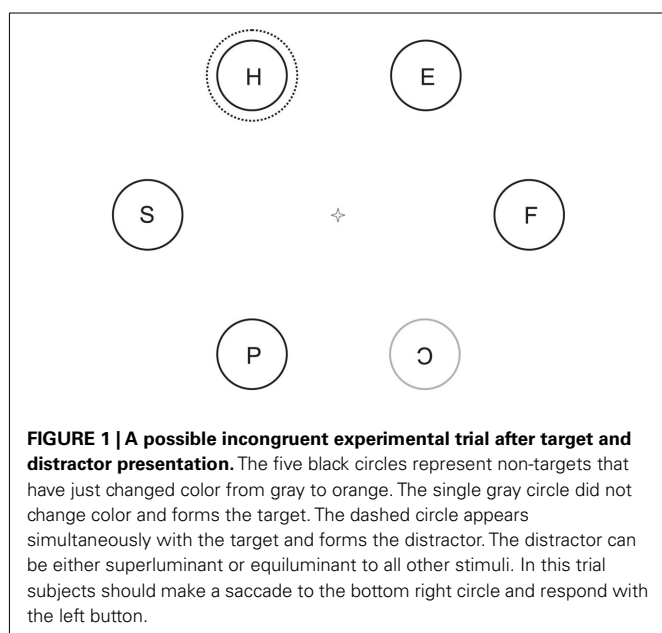 H E
S F
P Ɔ
FIGURE 1 | A possible incongruent experimental trial after target and
distractor presentation. The five black circles represent non-targets that
have just changed color from gray to orange. The single gray circle did not
change color and forms the target. The dashed circle appears
simultaneously with the target and forms the distractor. The distractor can
be either superluminant or equiluminant to all other stimuli. In this trial
subjects should make a saccade to the bottom right circle and respond with
the left button.